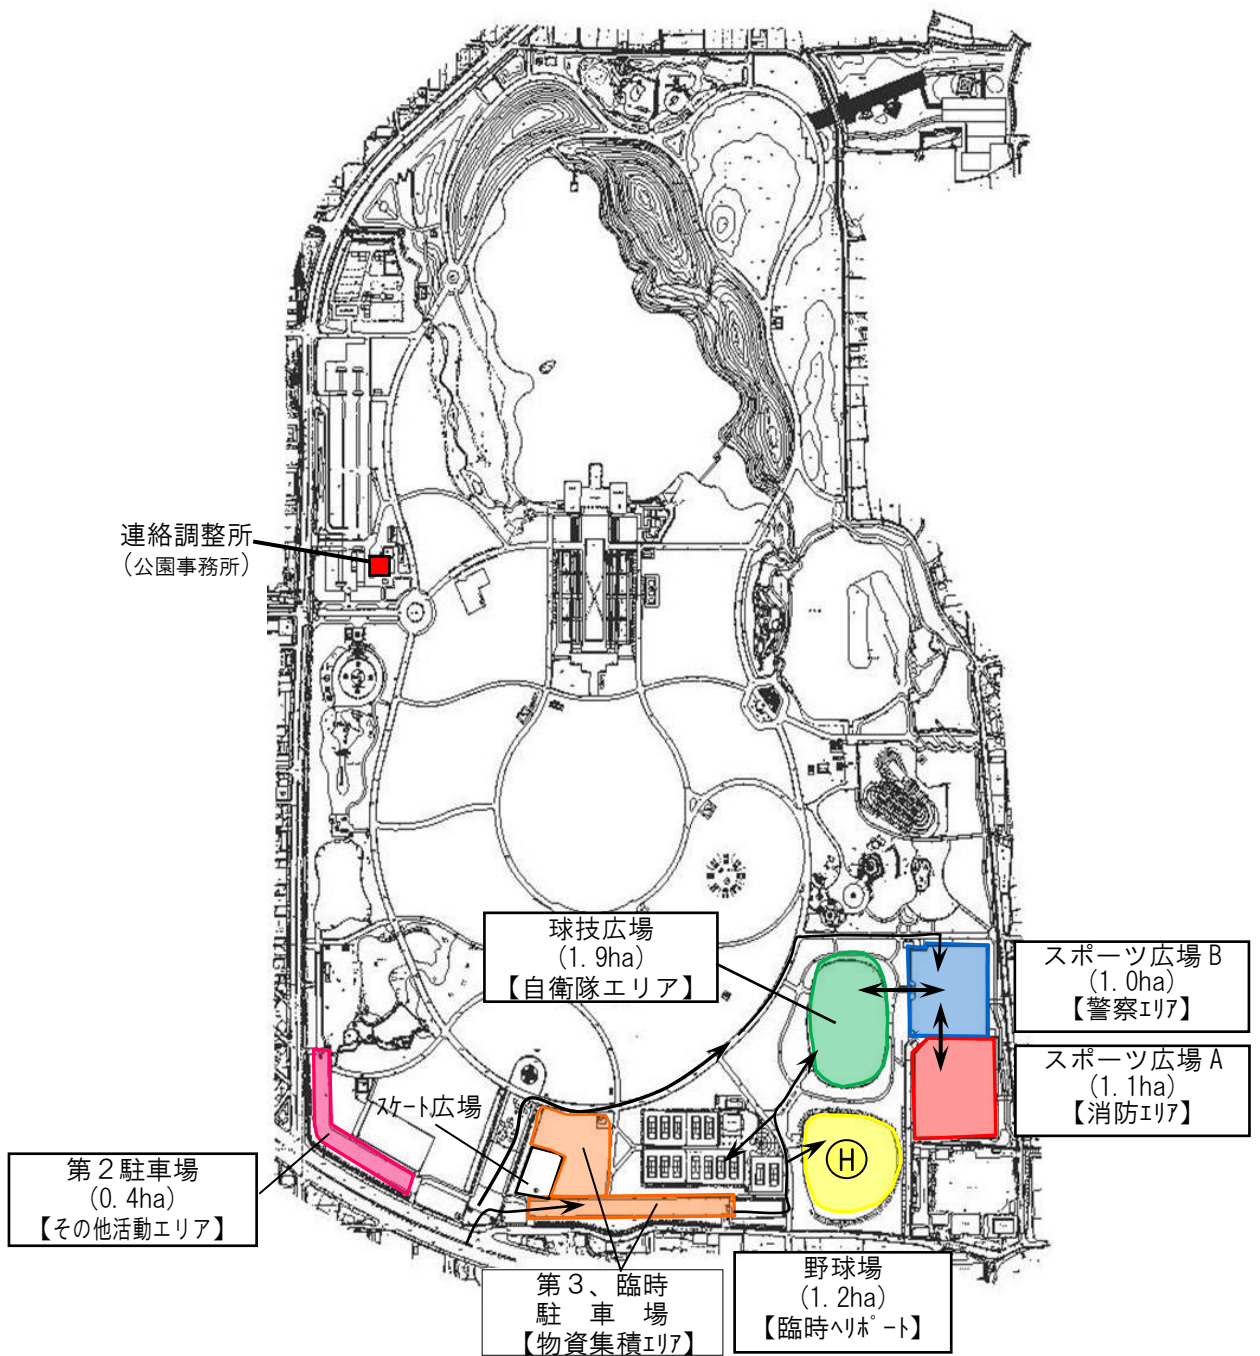 連絡調整所
(公園事務所)
球技広場
(1.9ha)
【自衛隊エリア】
スポーツ広場B
(1.0ha)
【警察ｴﾘｱ】
スポーツ広場A
(1.1ha)
【消防ｴﾘｱ】
ｽｹｰﾄ広場
H
第2駐車場
(0.4ha)
【その他活動エリア】
第3、臨時
駐 車 場
【物資集積ｴﾘｱ】
野球場
(1.2ha)
【臨時ﾍﾘﾎﾟｰﾄ】